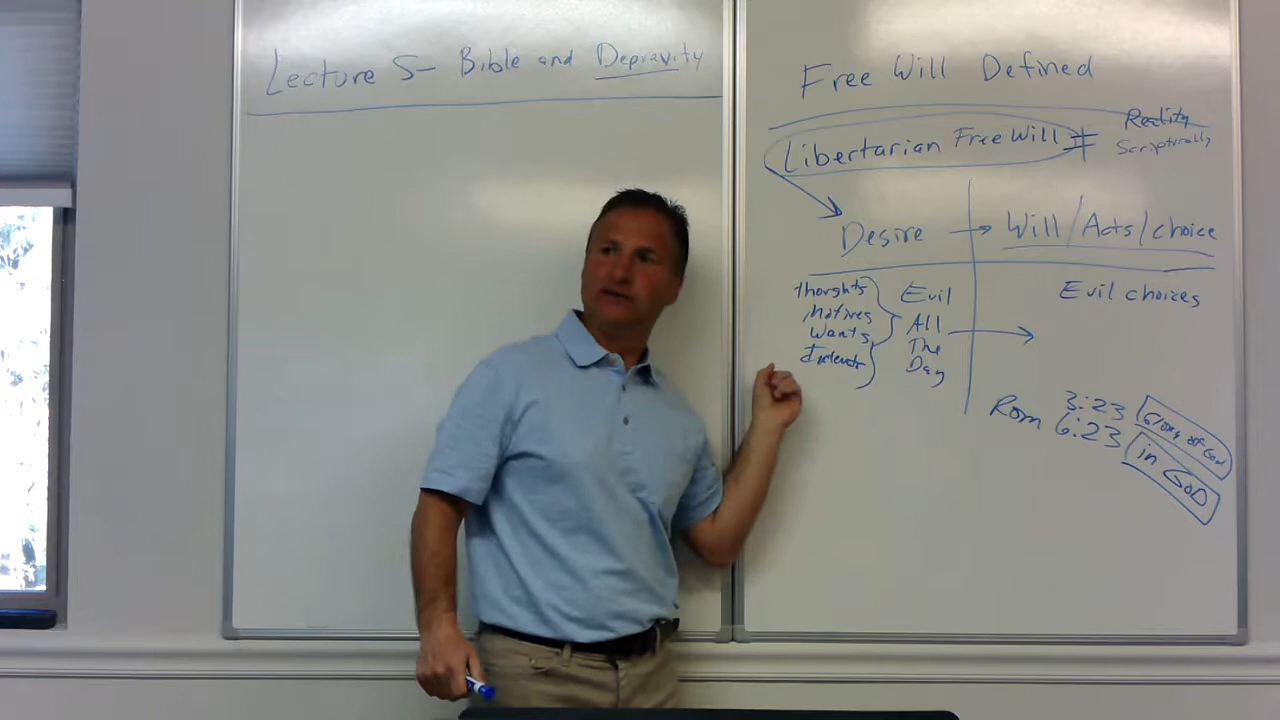 Lecture 5- Bible and Depravity
Free Will Defined
Libertarian Free Will ≠ Reality
Scripturally
Desire → Will/Acts/choice
Thoughts
Motives
Wants
Intents
Evil
All
The
Day
Evil choices
Rom 3:23 Glory of God
6:23 in GOD